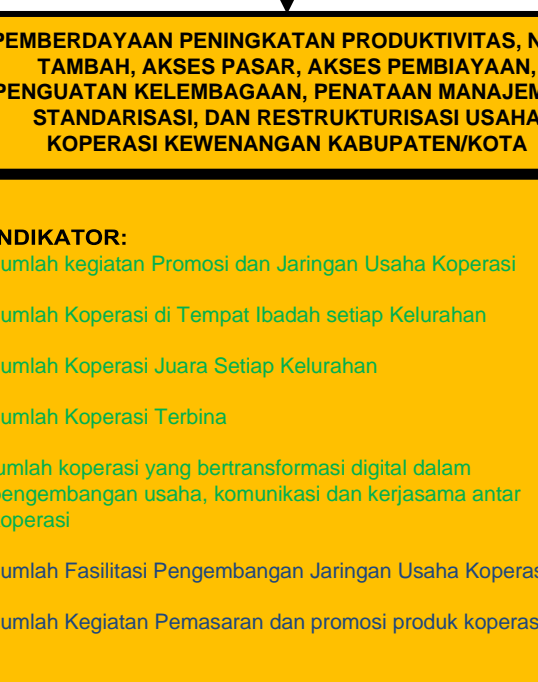 PEMBERDAYAAN PENINGKATAN PRODUKTIVITAS, N
TAMBAH, AKSES PASAR, AKSES PEMBIAYAAN,
PENGUATAN KELEMBAGAAN, PENATAAN MANAJEM
STANDARISASI, DAN RESTRUKTURISASI USAHA
KOPERASI KEWENANGAN KABUPATEN/KOTA
NDIKATOR:
umlah kegiatan Promosi dan Jaringan Usaha Koperasi
umlah Koperasi di Tempat Ibadah setiap Kelurahan
umlah Koperasi Juara Setiap Kelurahan
umlah Koperasi Terbina
umlah koperasi yang bertransformasi digital dalam
pengembangan usaha, komunikasi dan kerjasama antar
koperasi
umlah Fasilitasi Pengembangan Jaringan Usaha Koperas
umlah Kegiatan Pemasaran dan promosi produk koperas